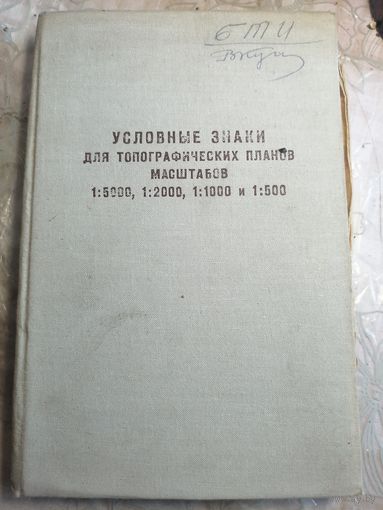 БТИ
УСЛОВНЫЕ ЗНАКИ
ДЛЯ ТОПОГРАФИЧЕСКИХ ПЛАНОВ
МАСШТАБОВ
1:5000, 1:2000, 1:1000 и 1:500